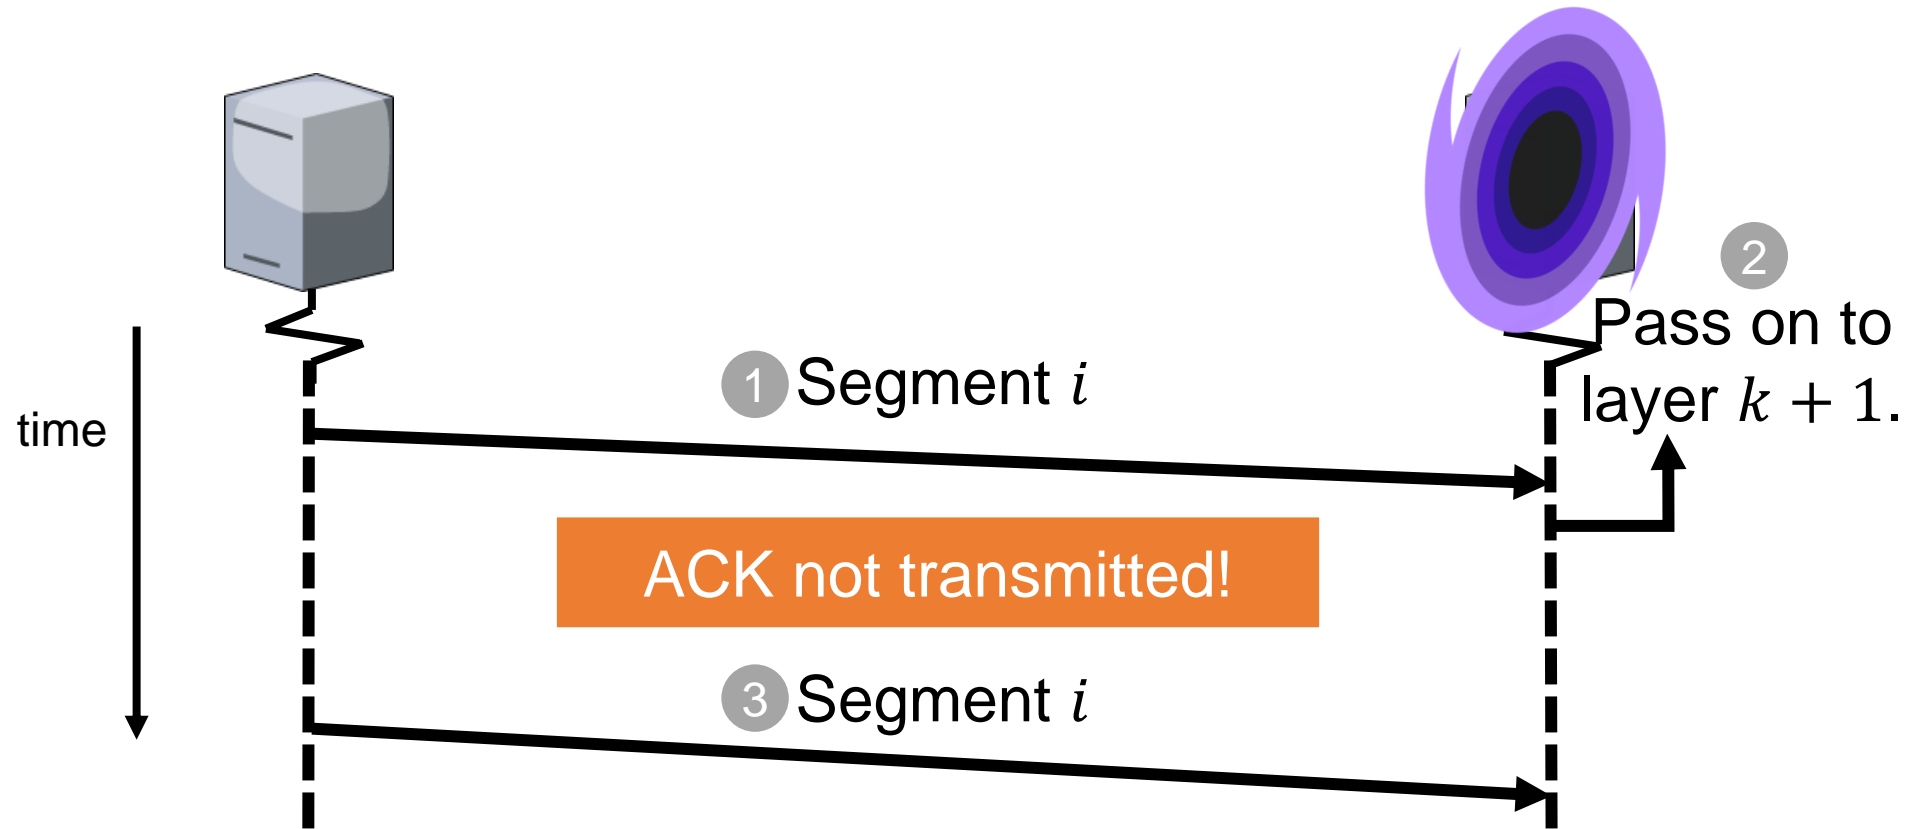 2
Pass on to
layer k + 1.
1 Segment i
time
ACK not transmitted!
3 Segment i